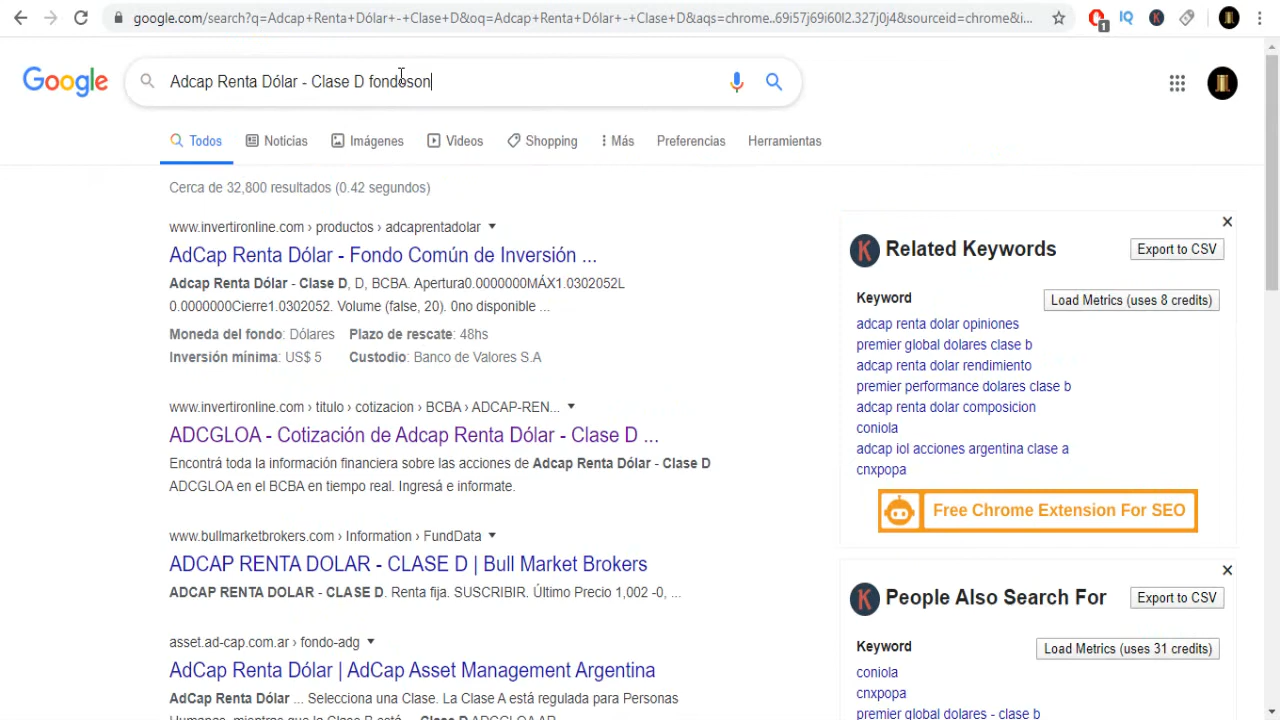 google.com/search?q=Adcap+Renta+Dólar+-+Clase+D&oq=Adcap+Renta+Dólar+-+Clase+D&aqs=chrome..69i57j69i60l2.327j0j4&sourceid=chrome&i...
1
Google
Adcap Renta Dólar - Clase D fondoson
Todos Noticias Imágenes Videos Shopping Más Preferencias Herramientas
Cerca de 32,800 resultados (0.42 segundos)
www.invertironline.com › productos › adcaprentadolar
AdCap Renta Dólar - Fondo Común de Inversión ...
Adcap Renta Dólar - Clase D, D, BCBA. Apertura0.0000000MÁX1.0302052L
0.0000000Cierre1.0302052. Volume (false, 20). 0no disponible ...
Moneda del fondo: Dólares Plazo de rescate: 48hs
Inversión mínima: US$ 5 Custodio: Banco de Valores S.A
www.invertironline.com › titulo › cotizacion › BCBA › ADCAP-REN...
ADCGLOA - Cotización de Adcap Renta Dólar - Clase D ...
Encontrá toda la información financiera sobre las acciones de Adcap Renta Dólar - Clase D
ADCGLOA en el BCBA en tiempo real. Ingresá e informate.
www.bullmarketbrokers.com › Information › FundData
ADCAP RENTA DOLAR - CLASE D | Bull Market Brokers
ADCAP RENTA DOLAR - CLASE D. Renta fija. SUSCRIBIR. Último Precio 1,002 -0, ...
asset.ad-cap.com.ar › fondo-adg
AdCap Renta Dólar | AdCap Asset Management Argentina
AdCap Renta Dólar ... Selecciona una Clase. La Clase A está regulada para Personas
Humanas, mientras que la Clase B está ... Clase D ADCGLOA AR
K Related Keywords Export to CSV
Keyword Load Metrics (uses 8 credits)
adcap renta dolar opiniones
premier global dolares clase b
adcap renta dolar rendimiento
premier performance dolares clase b
adcap renta dolar composicion
coniola
adcap iol acciones argentina clase a
cnxpopa
Free Chrome Extension For SEO
K People Also Search For Export to CSV
Keyword Load Metrics (uses 31 credits)
coniola
cnxpopa
premier global dolares - clase b